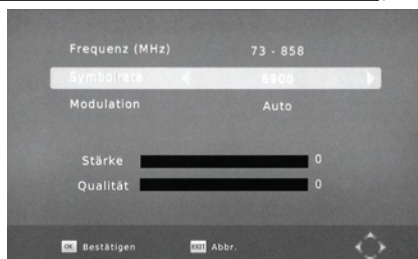 Frequenz (MHz) 73 - 858
Symbolrate 6900
Modulation Auto
Stärke 0
Qualität 0
OK Bestätigen EXIT Abbr.